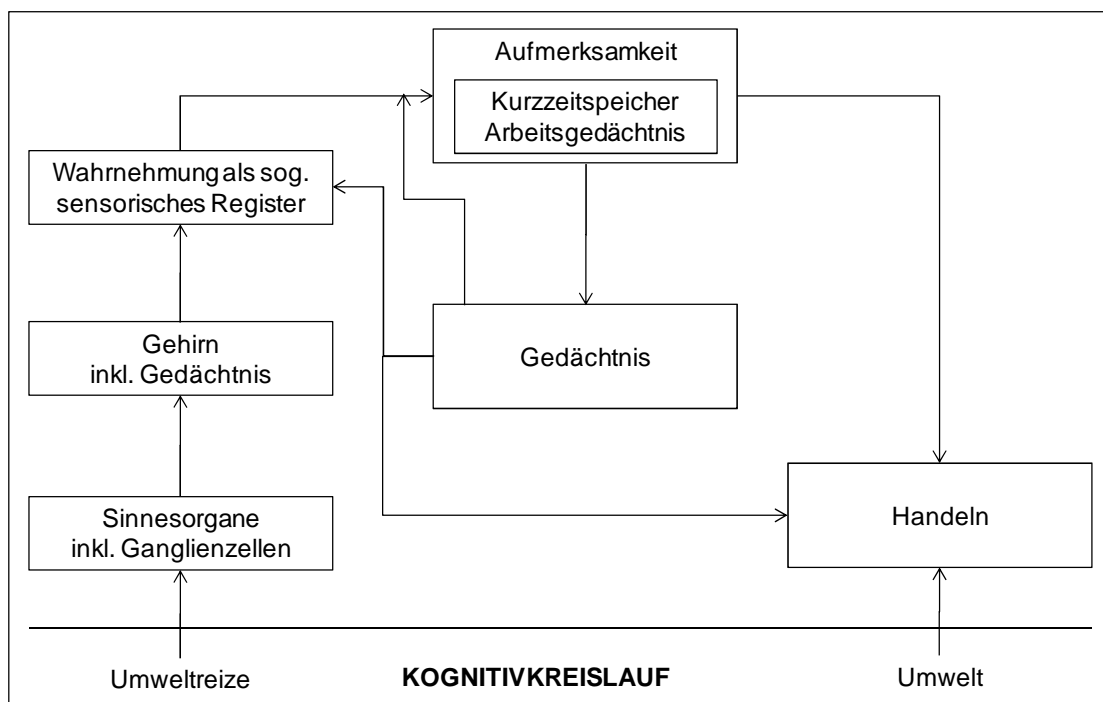 Aufmerksamkeit
Kurzzeitspeicher
Arbeitsgedächtnis
Wahrnehmung als sog.
sensorisches Register
Gehirn
inkl. Gedächtnis
Gedächtnis
Sinnesorgane
inkl. Ganglienzellen
Handeln
Umweltreize
KOGNITIVKREISLAUF
Umwelt